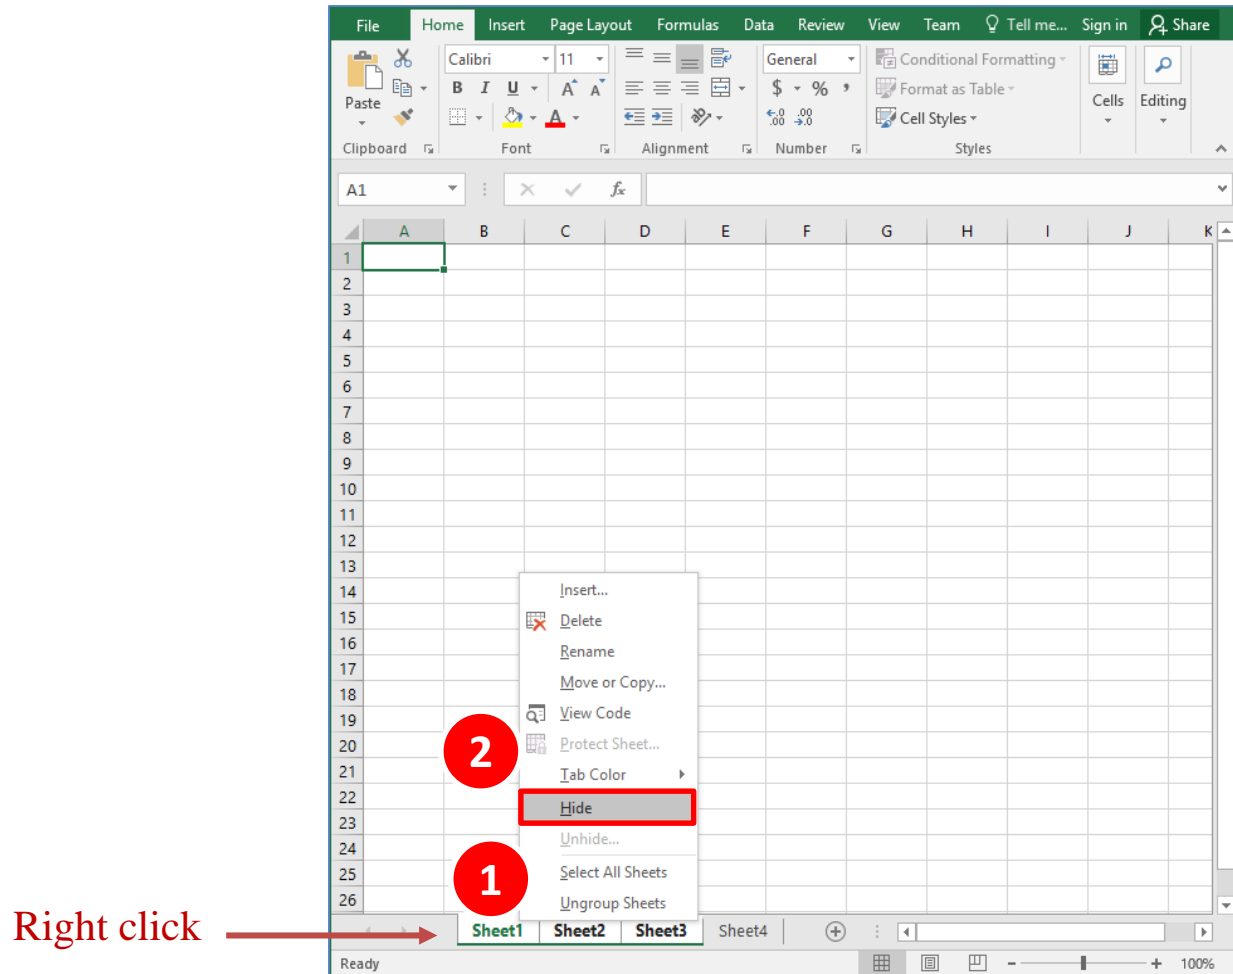 File Home Insert Page Layout Formulas Data Review View Team Tell me... Sign in Share
Calibri 11 General Conditional Formatting
Paste B I U A A $ % , Format as Table Cells Editing
A .00 .0 .00 .0 Cell Styles
Clipboard Font Alignment Number Styles
A1 fx
A B C D E F G H I J K
1
2
3
4
5
6
7
8
9
10
11
12
13
14 Insert...
15 Delete
16 Rename
17 Move or Copy...
18
19 View Code
20 2 Protect Sheet...
21 Tab Color
22 Hide
23
24 Unhide...
25 1 Select All Sheets
26 Ungroup Sheets
Right click Sheet1 Sheet2 Sheet3 Sheet4
Ready 100%